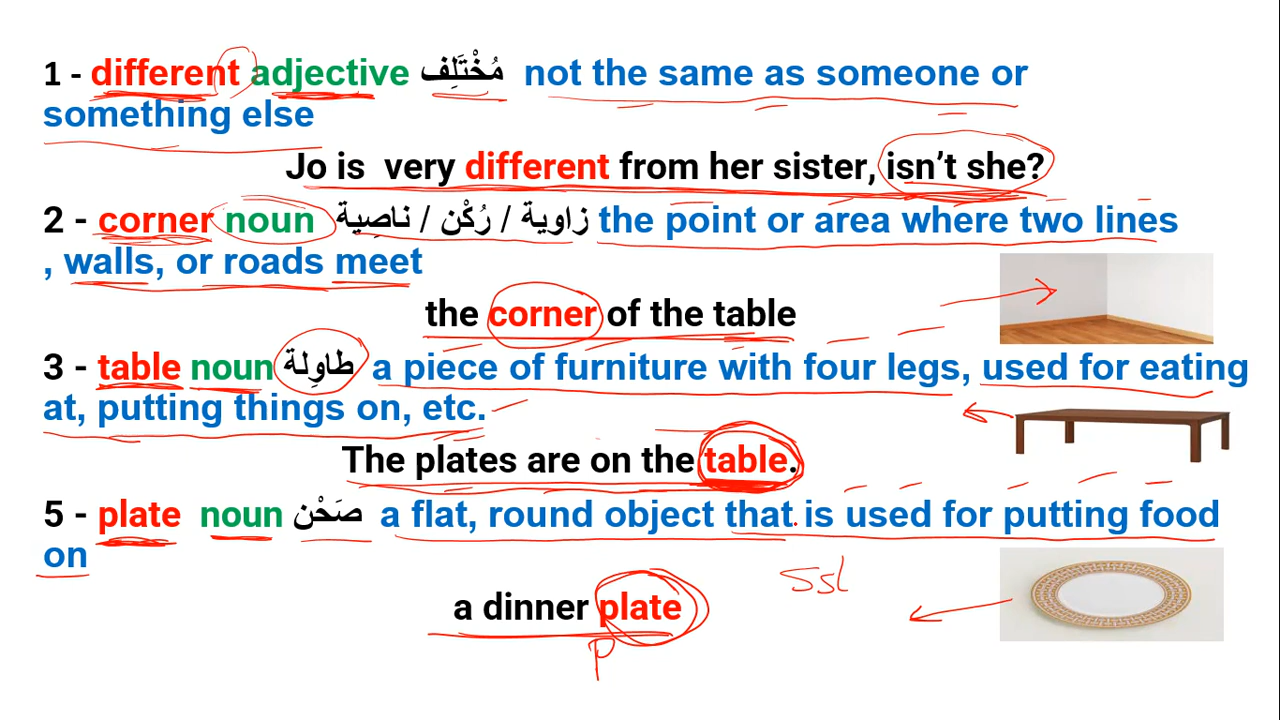 1 - different adjective مُخْتَلِف not the same as someone or
something else
Jo is very different from her sister, isn't she?
2 - corner noun زاوية / رُكْن / ناصِية the point or area where two lines
, walls, or roads meet
the corner of the table
3 - table noun طاوِلة a piece of furniture with four legs, used for eating
at, putting things on, etc.
The plates are on the table.
5 - plate noun صَحْن a flat, round object that is used for putting food
on
a dinner plate
P